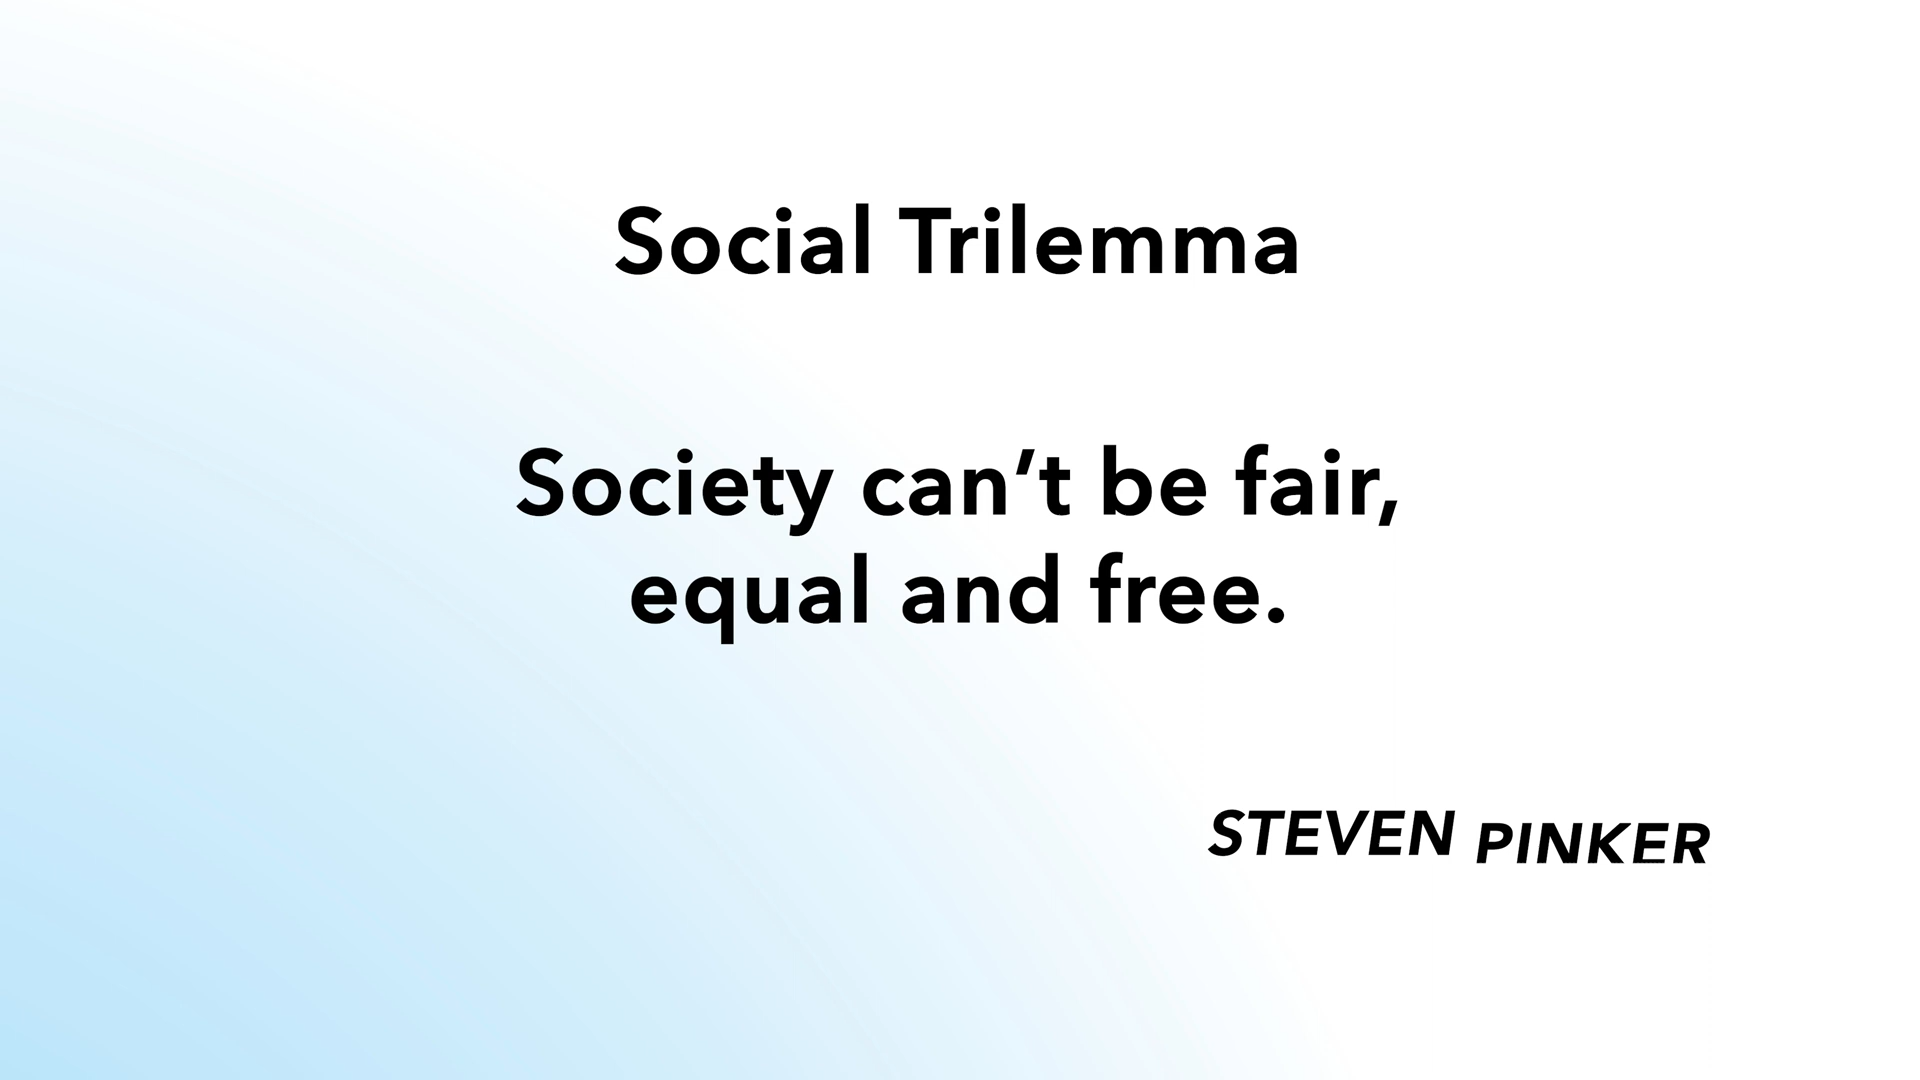 Social Trilemma
Society can’t be fair,
equal and free.
STEVEN PINKER